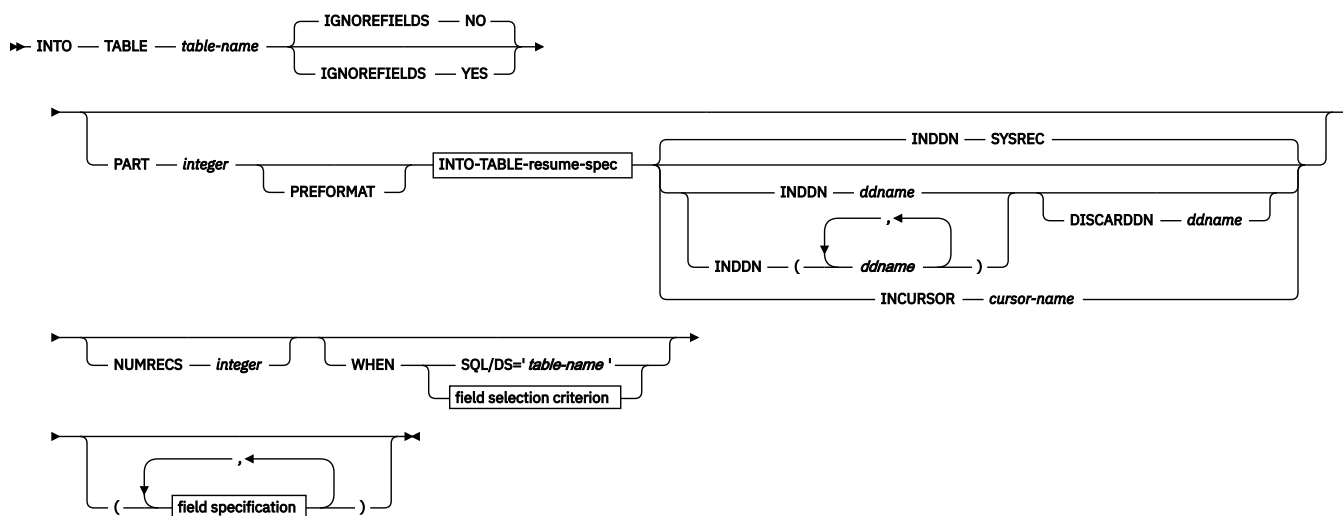 IGNOREFIELDS NO
INTO TABLE table-name
IGNOREFIELDS YES
INDDN SYSREC
PART integer INTO-TABLE-resume-spec
PREFORMAT
INDDN ddname
DISCARDDN ddname
,
INDDN ( ddname )
INCURSOR cursor-name
NUMRECS integer WHEN SQL/DS=' table-name '
field selection criterion
,
( field specification )